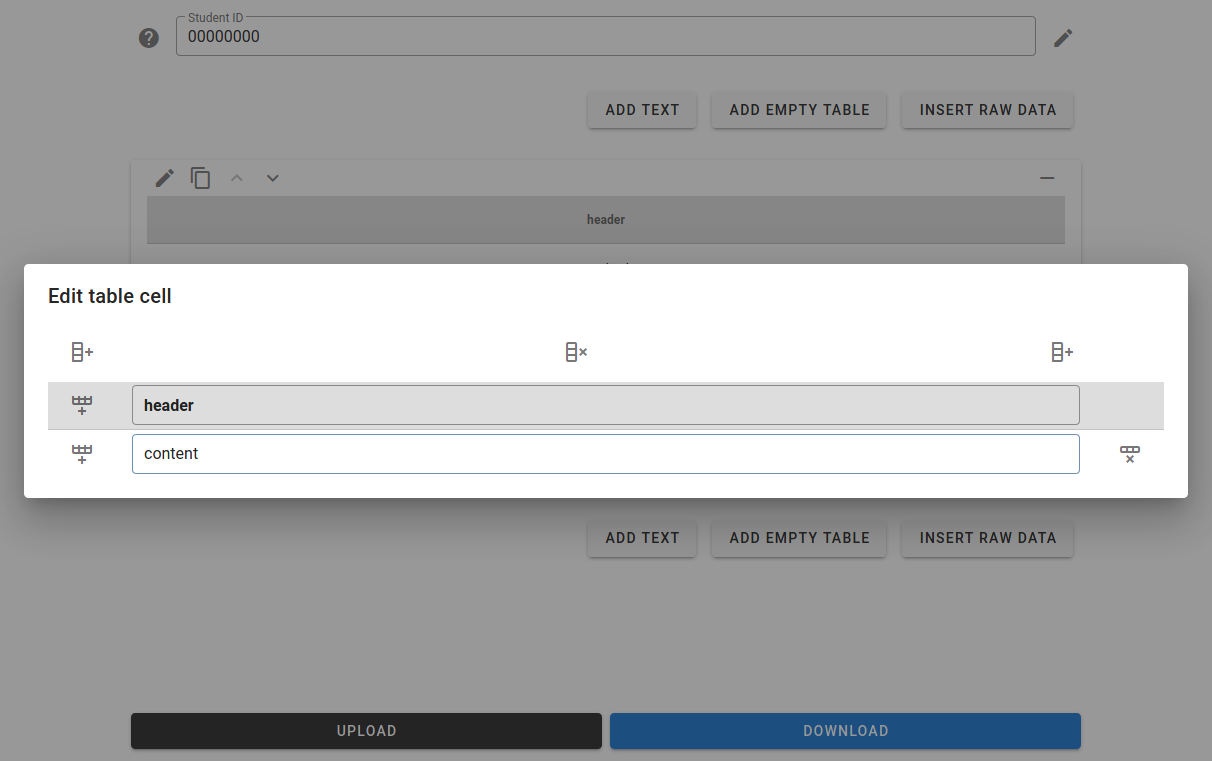 Student ID
00000000
ADD TEXT ADD EMPTY TABLE INSERT RAW DATA
header
Edit table cell
header
content
ADD TEXT ADD EMPTY TABLE INSERT RAW DATA
UPLOAD DOWNLOAD